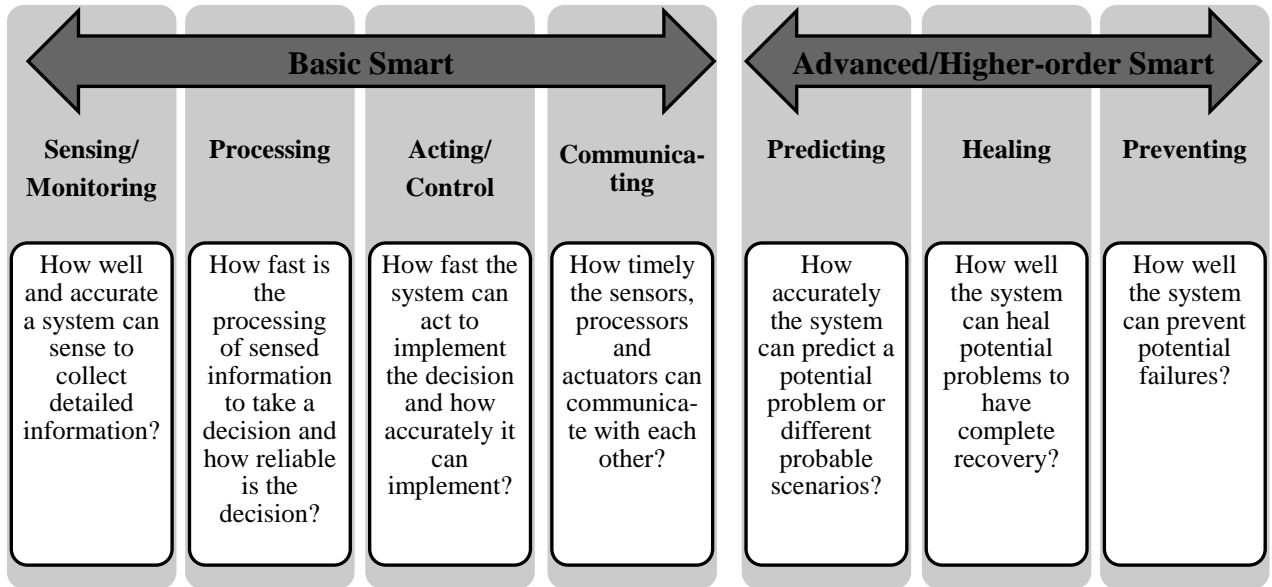 Basic Smart
Advanced/Higher-order Smart
Sensing/
Monitoring
Processing
Acting/
Control
Communica-
ting
Predicting
Healing
Preventing
How well
and accurate
a system can
sense to
collect
detailed
information?
How fast is
the
processing
of sensed
information
to take a
decision and
how reliable
is the
decision?
How fast the
system can
act to
implement
the decision
and how
accurately it
can
implement?
How timely
the sensors,
processors
and
actuators can
communica-
te with each
other?
How
accurately
the system
can predict a
potential
problem or
different
probable
scenarios?
How well
the system
can heal
potential
problems to
have
complete
recovery?
How well
the system
can prevent
potential
failures?